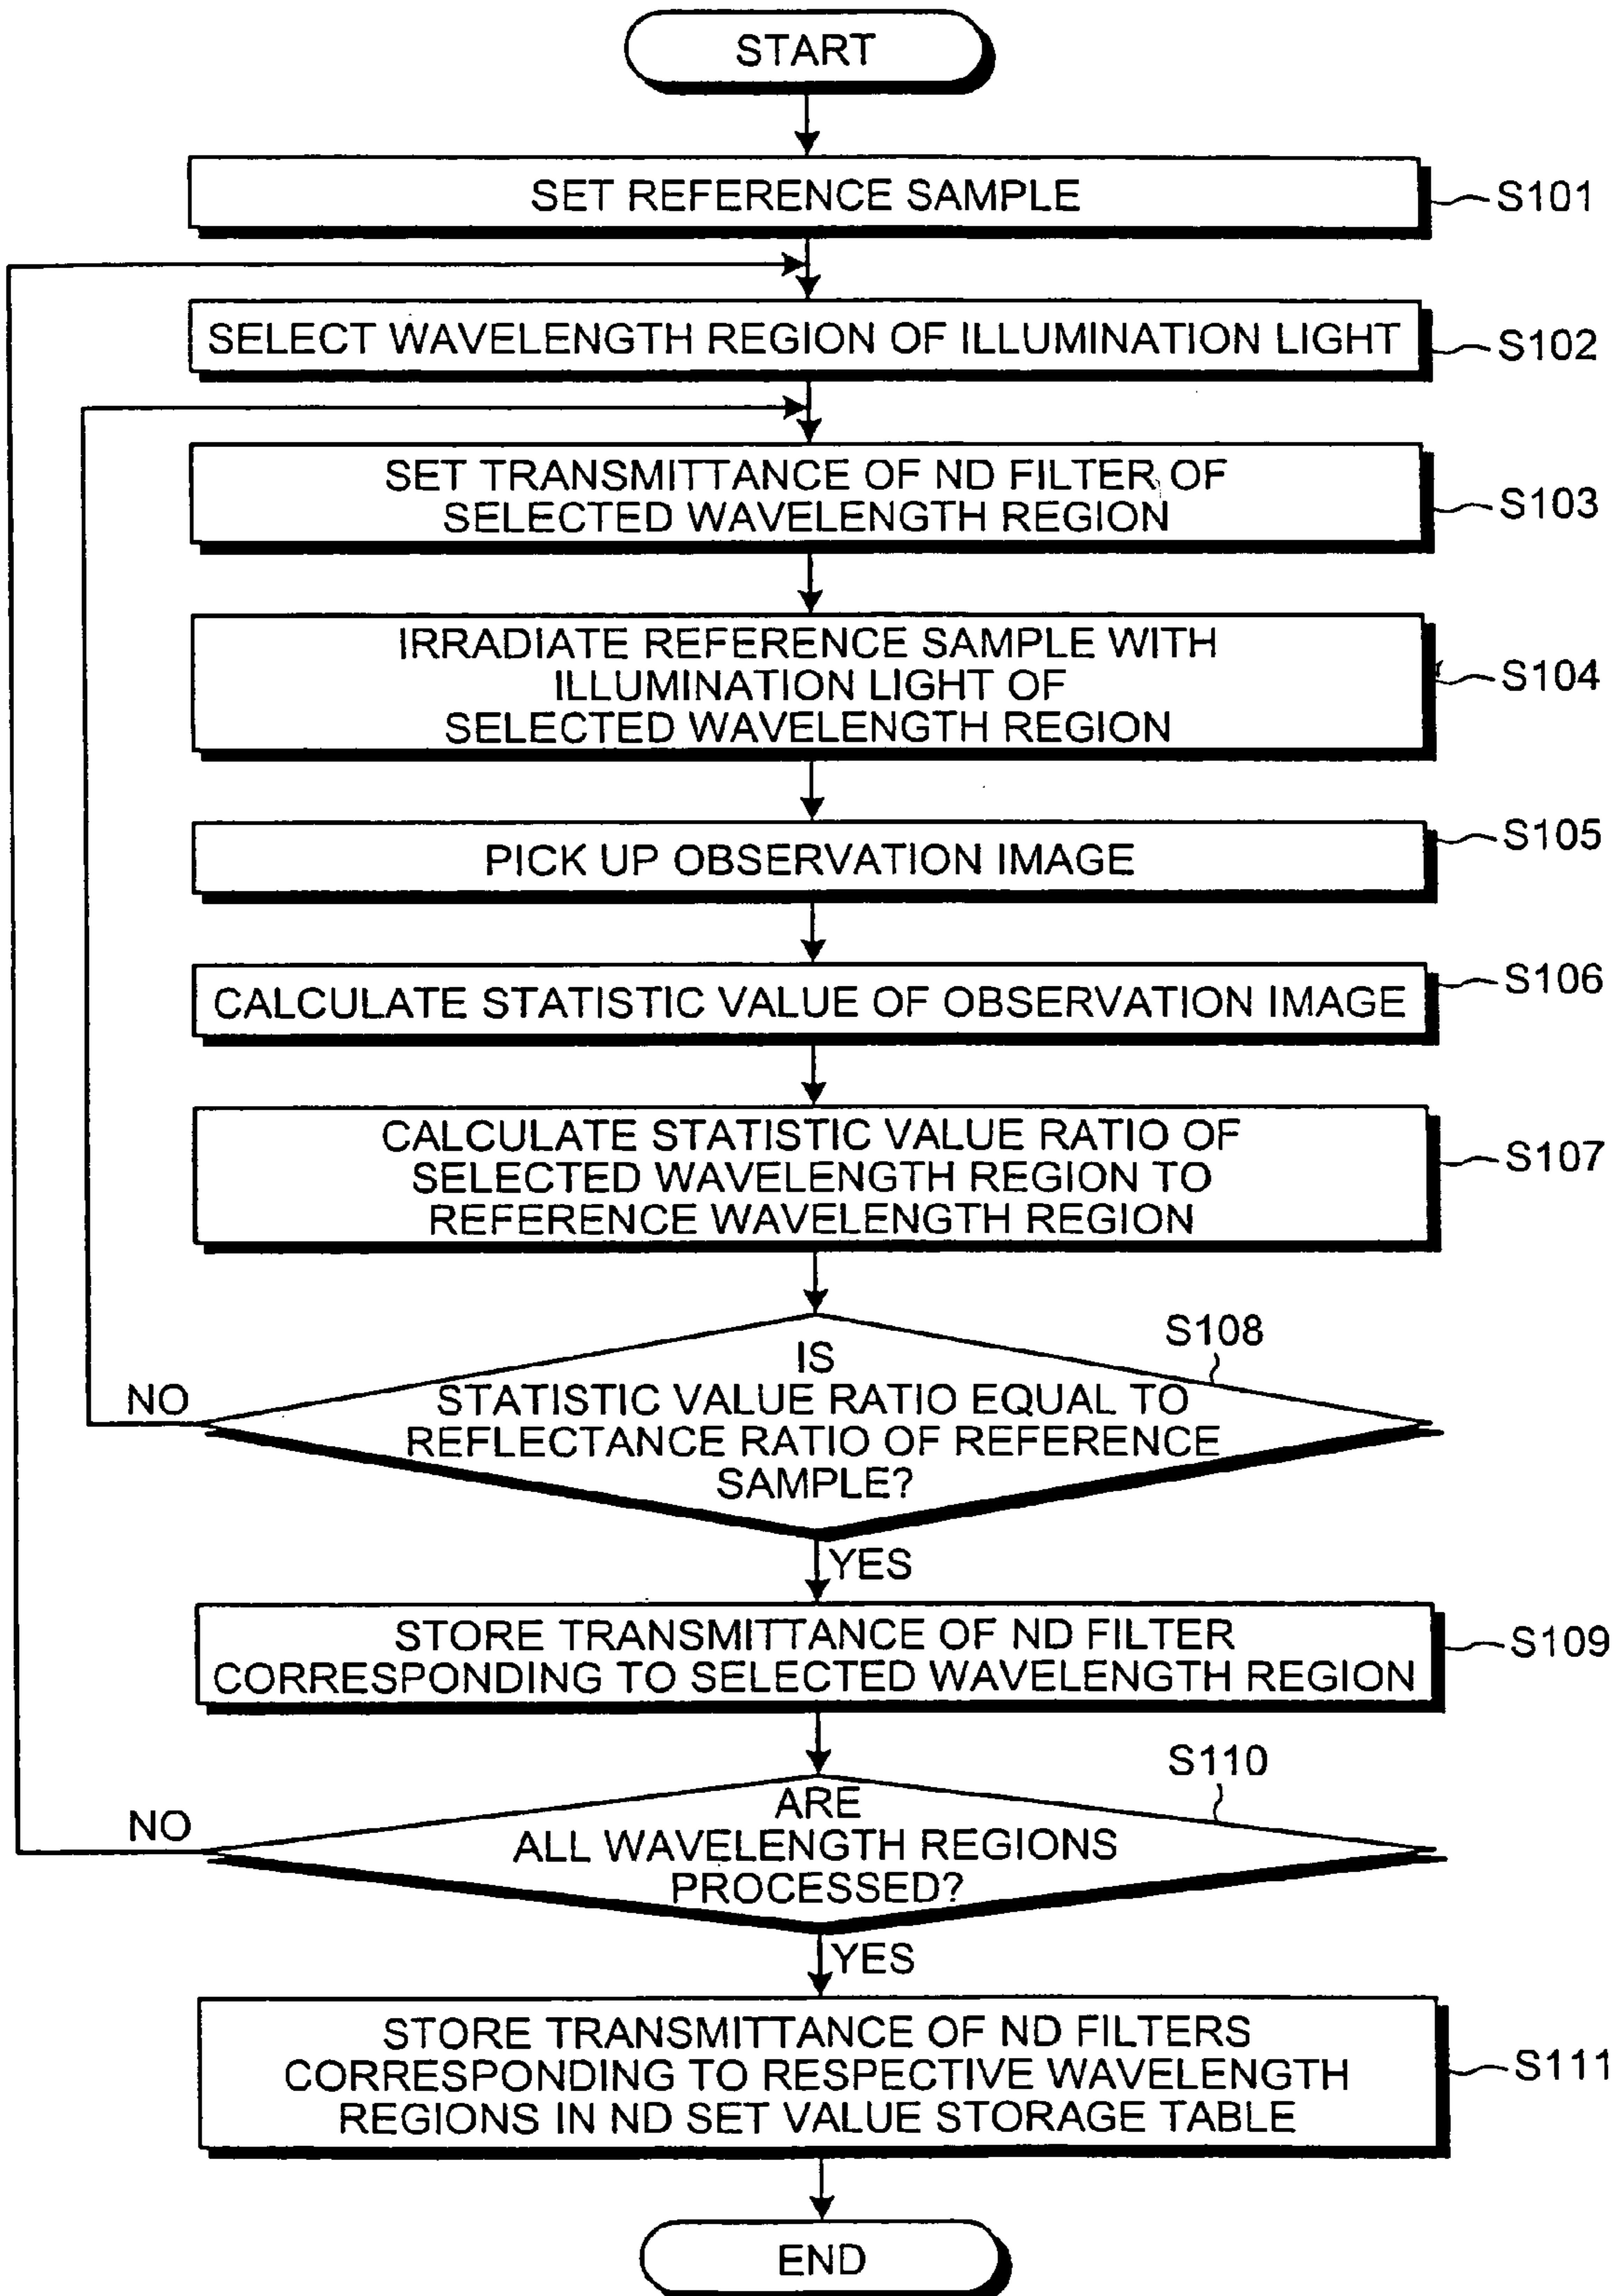 START
SET REFERENCE SAMPLE
S101
SELECT WAVELENGTH REGION OF ILLUMINATION LIGHT
S102
SET TRANSMITTANCE OF ND FILTER OF
SELECTED WAVELENGTH REGION
S103
IRRADIATE REFERENCE SAMPLE WITH
ILLUMINATION LIGHT OF
SELECTED WAVELENGTH REGION
S104
PICK UP OBSERVATION IMAGE
S105
CALCULATE STATISTIC VALUE OF OBSERVATION IMAGE
S106
CALCULATE STATISTIC VALUE RATIO OF
SELECTED WAVELENGTH REGION TO
REFERENCE WAVELENGTH REGION
S107
S108
IS
STATISTIC VALUE RATIO EQUAL TO
REFLECTANCE RATIO OF REFERENCE
SAMPLE?
NO
YES
STORE TRANSMITTANCE OF ND FILTER
CORRESPONDING TO SELECTED WAVELENGTH REGION
S109
S110
ARE
ALL WAVELENGTH REGIONS
PROCESSED?
NO
YES
STORE TRANSMITTANCE OF ND FILTERS
CORRESPONDING TO RESPECTIVE WAVELENGTH
REGIONS IN ND SET VALUE STORAGE TABLE
S111
END